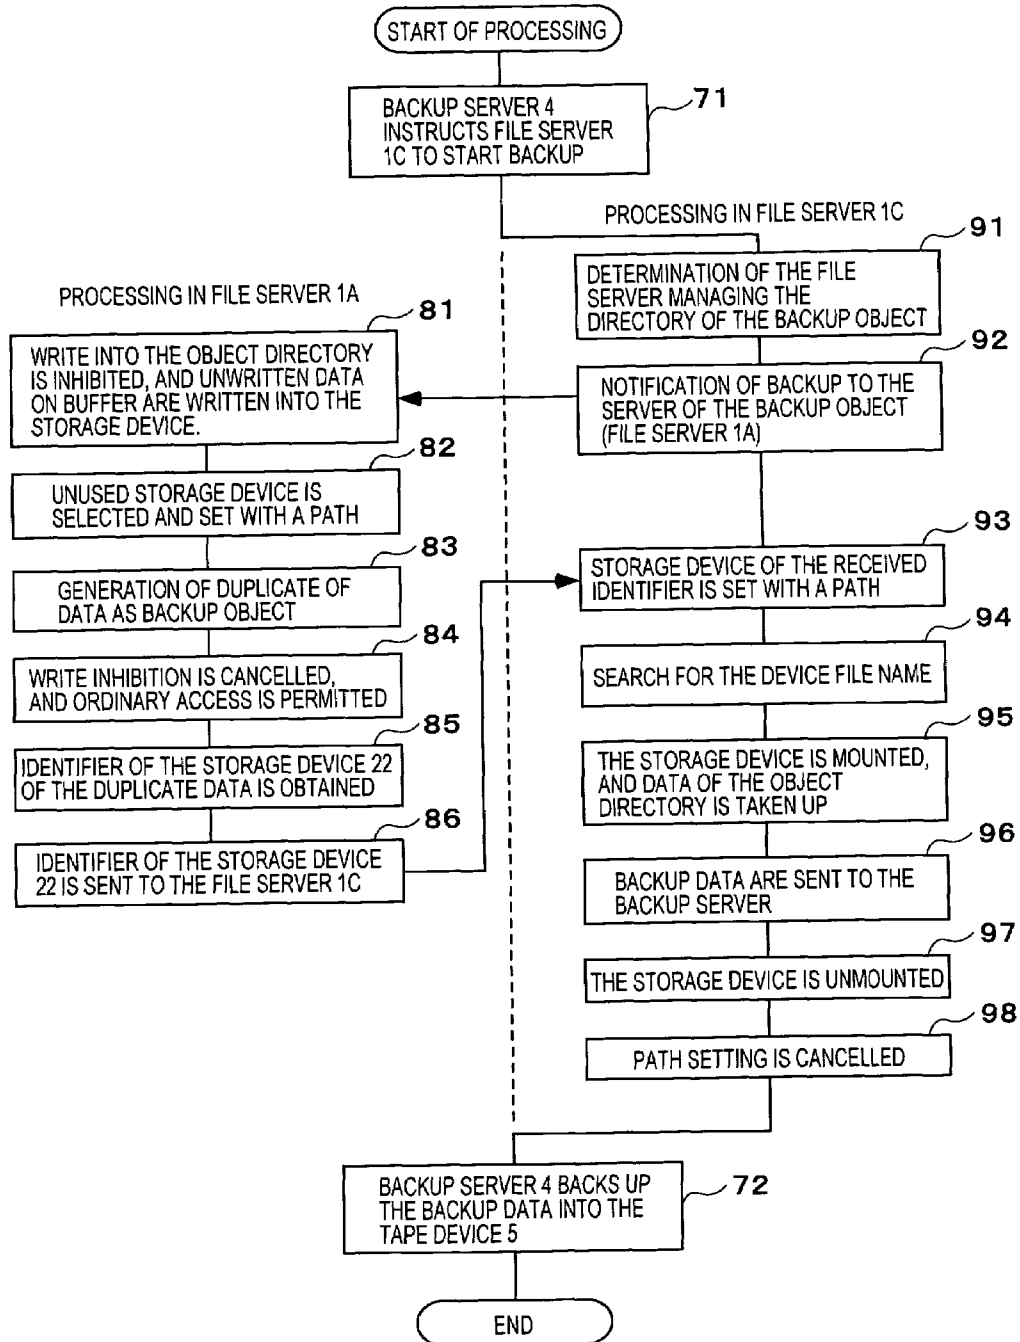 START OF PROCESSING
BACKUP SERVER 4
INSTRUCTS FILE SERVER
1C TO START BACKUP
71
PROCESSING IN FILE SERVER 1C
91
DETERMINATION OF THE FILE
SERVER MANAGING THE
DIRECTORY OF THE BACKUP OBJECT
92
NOTIFICATION OF BACKUP TO THE
SERVER OF THE BACKUP OBJECT
(FILE SERVER 1A)
PROCESSING IN FILE SERVER 1A
81
WRITE INTO THE OBJECT DIRECTORY
IS INHIBITED, AND UNWRITTEN DATA
ON BUFFER ARE WRITTEN INTO THE
STORAGE DEVICE.
82
UNUSED STORAGE DEVICE IS
SELECTED AND SET WITH A PATH
83
GENERATION OF DUPLICATE OF
DATA AS BACKUP OBJECT
84
WRITE INHIBITION IS CANCELLED,
AND ORDINARY ACCESS IS PERMITTED
85
IDENTIFIER OF THE STORAGE DEVICE 22
OF THE DUPLICATE DATA IS OBTAINED
86
IDENTIFIER OF THE STORAGE DEVICE
22 IS SENT TO THE FILE SERVER 1C
93
STORAGE DEVICE OF THE RECEIVED
IDENTIFIER IS SET WITH A PATH
94
SEARCH FOR THE DEVICE FILE NAME
95
THE STORAGE DEVICE IS MOUNTED,
AND DATA OF THE OBJECT
DIRECTORY IS TAKEN UP
96
BACKUP DATA ARE SENT TO THE
BACKUP SERVER
97
THE STORAGE DEVICE IS UNMOUNTED
98
PATH SETTING IS CANCELLED
BACKUP SERVER 4 BACKS UP
THE BACKUP DATA INTO THE
TAPE DEVICE 5
72
END